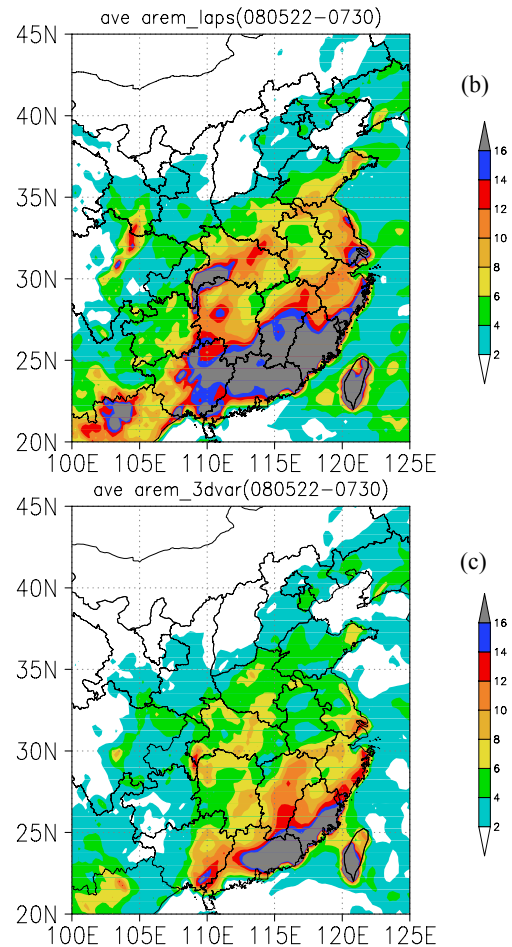 ave arem_laps(080522-0730)
45N
(b)
40N
16
14
35N
12
10
30N
8
6
25N
4
2
20N
100E 105E 110E 115E 120E 125E
ave arem_3dvar(080522-0730)
45N
(c)
40N
16
14
35N
12
10
30N
8
6
25N
4
2
20N
100E 105E 110E 115E 120E 125E